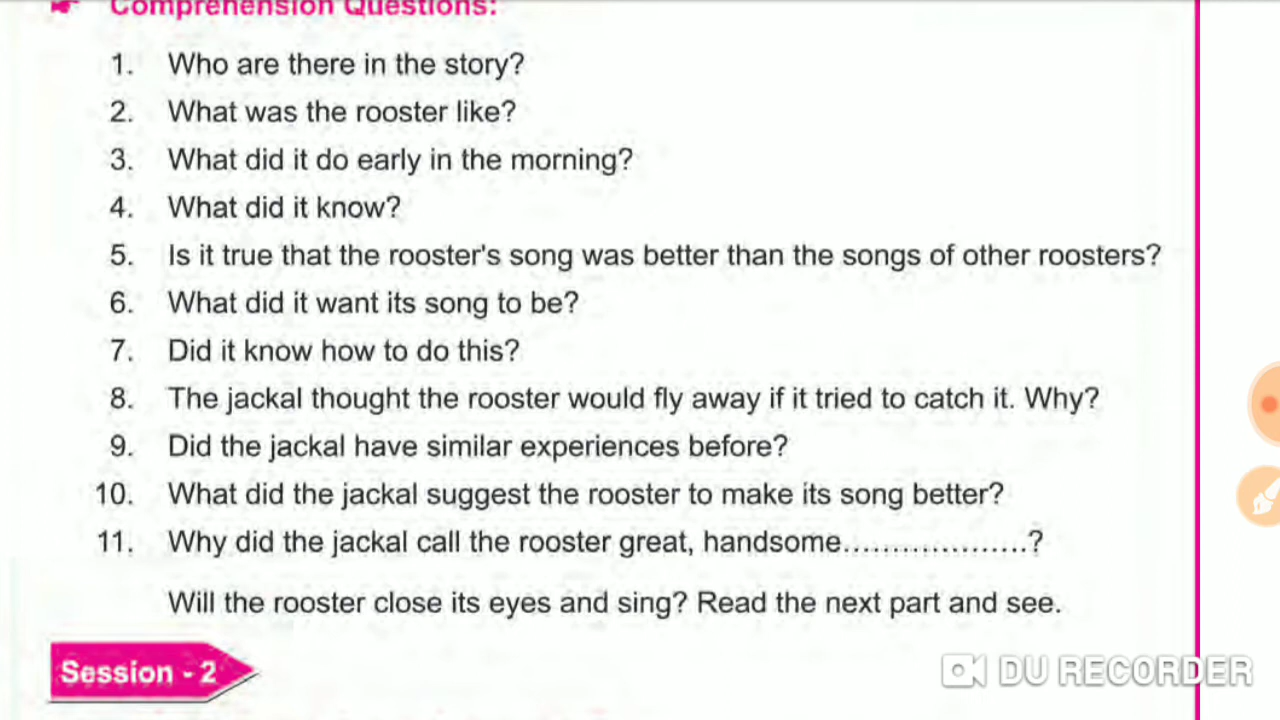 Comprehension Questions:
1. Who are there in the story?
2. What was the rooster like?
3. What did it do early in the morning?
4. What did it know?
5. Is it true that the rooster's song was better than the songs of other roosters?
6. What did it want its song to be?
7. Did it know how to do this?
8. The jackal thought the rooster would fly away if it tried to catch it. Why?
9. Did the jackal have similar experiences before?
10. What did the jackal suggest the rooster to make its song better?
11. Why did the jackal call the rooster great, handsome...................?
Will the rooster close its eyes and sing? Read the next part and see.
Session - 2
DU RECORDER